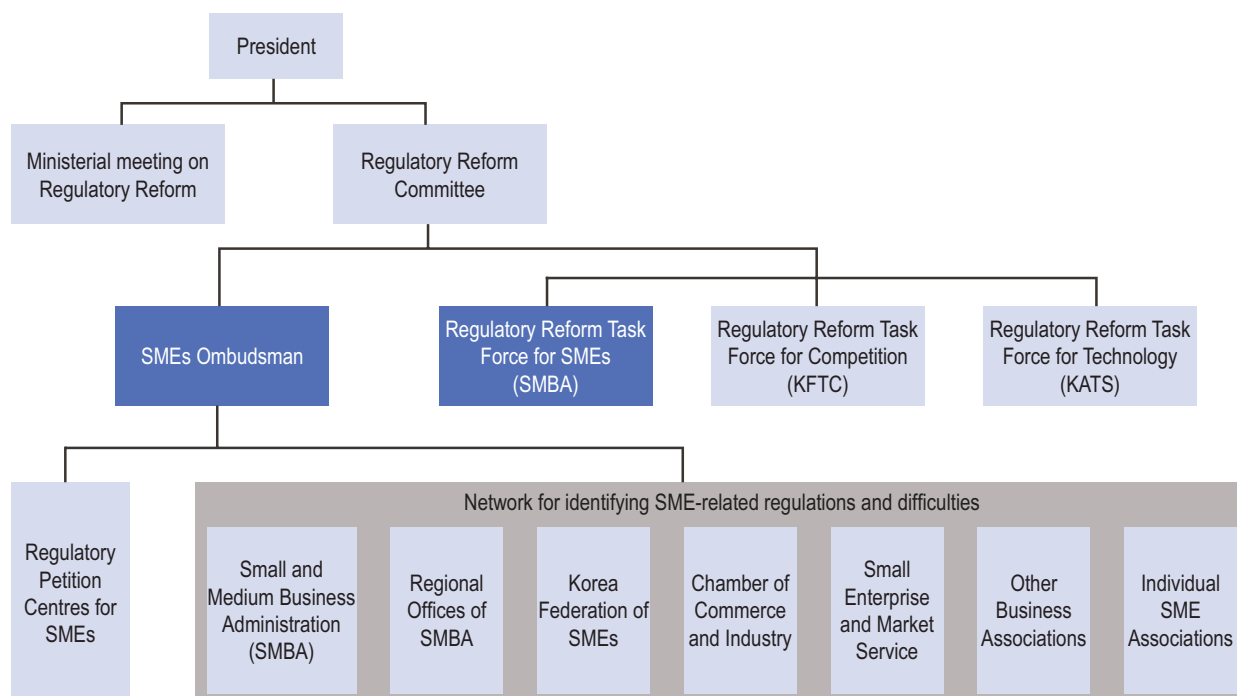 President
Ministerial meeting on
Regulatory Reform
Regulatory Reform
Committee
SMEs Ombudsman
Regulatory Reform Task
Force for SMEs
(SMBA)
Regulatory Reform Task
Force for Competition
(KFTC)
Regulatory Reform Task
Force for Technology
(KATS)
Regulatory
Petition
Centres for
SMEs
Network for identifying SME-related regulations and difficulties
Small and
Medium Business
Administration
(SMBA)
Regional
Offices of
SMBA
Korea
Federation of
SMEs
Chamber of
Commerce
and Industry
Small
Enterprise
and Market
Service
Other
Business
Associations
Individual
SME
Associations